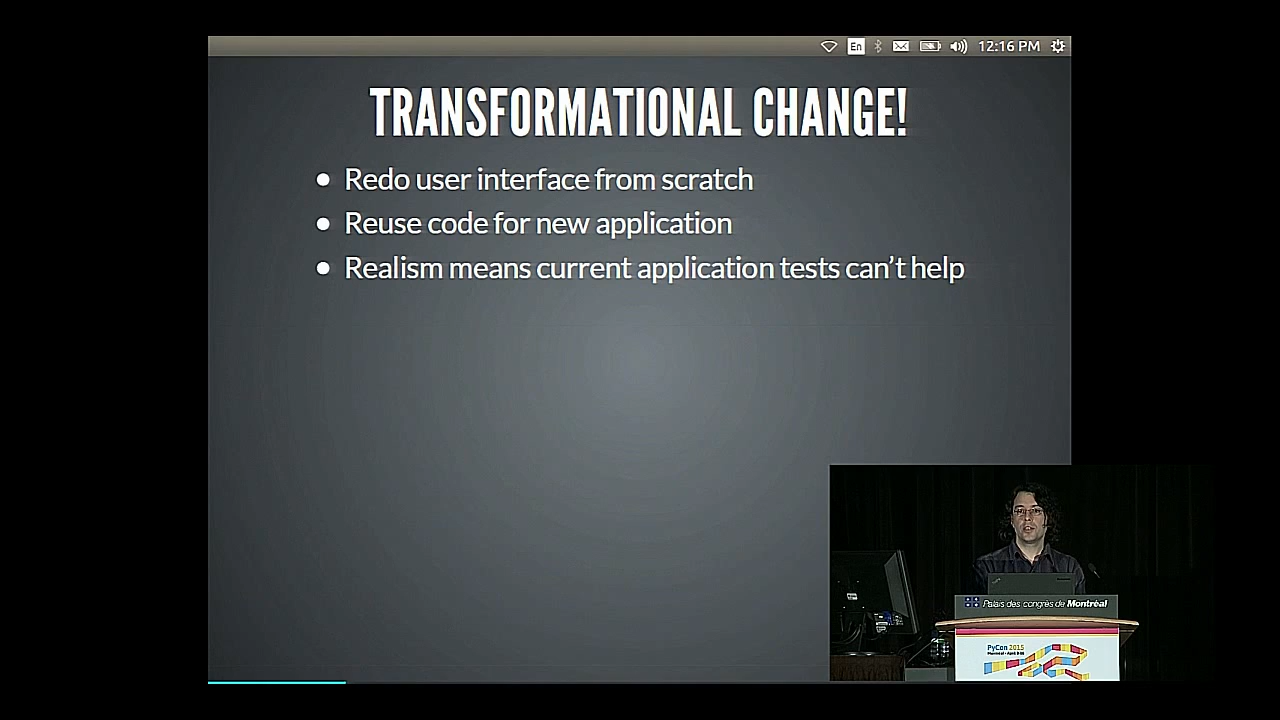 En 12:16 PM
TRANSFORMATIONAL CHANGE!
Redo user interface from scratch
Reuse code for new application
Realism means current application tests can't help
Palais des congrès de Montréal
PyCon 2015